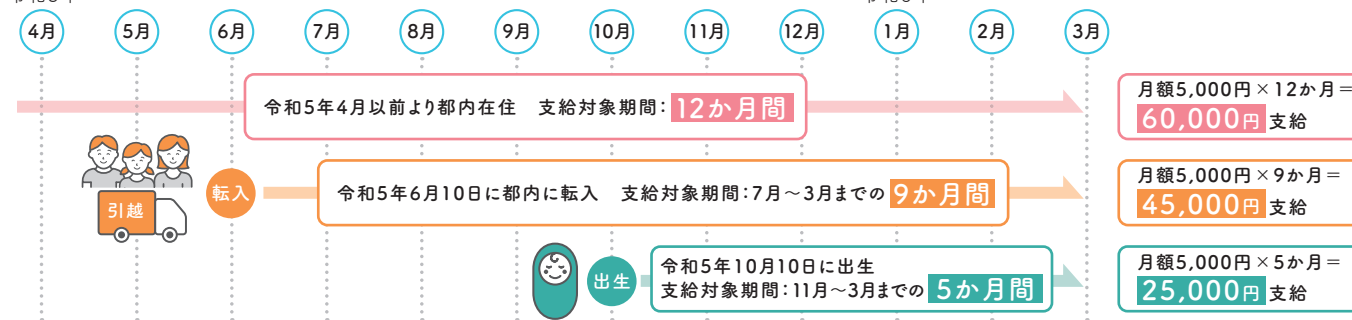 4月 5月 6月 7月 8月 9月 10月 11月 12月 1月 2月 3月
令和5年4月以前より都内在住 支給対象期間：12か月間
月額5,000円×12か月＝
60,000円 支給
引越
転入
令和5年6月10日に都内に転入 支給対象期間：7月～3月までの 9か月間
月額5,000円×9か月＝
45,000円 支給
出生
令和5年10月10日に出生
支給対象期間：11月～3月までの 5か月間
月額5,000円×5か月＝
25,000円 支給